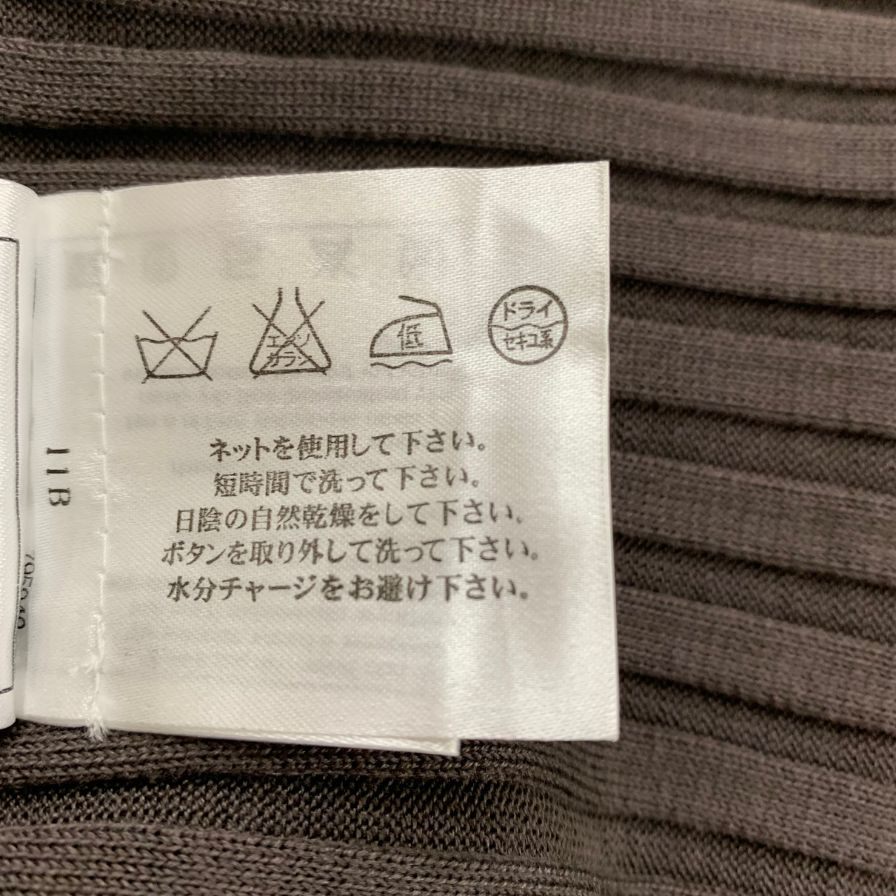 エンソ
カラシ
低
ドライ
セキユ系
ネットを使用して下さい。
短時間で洗って下さい。
日陰の自然乾燥をして下さい。
ボタンを取り外して洗って下さい。
水分チャージをお避け下さい。
11B